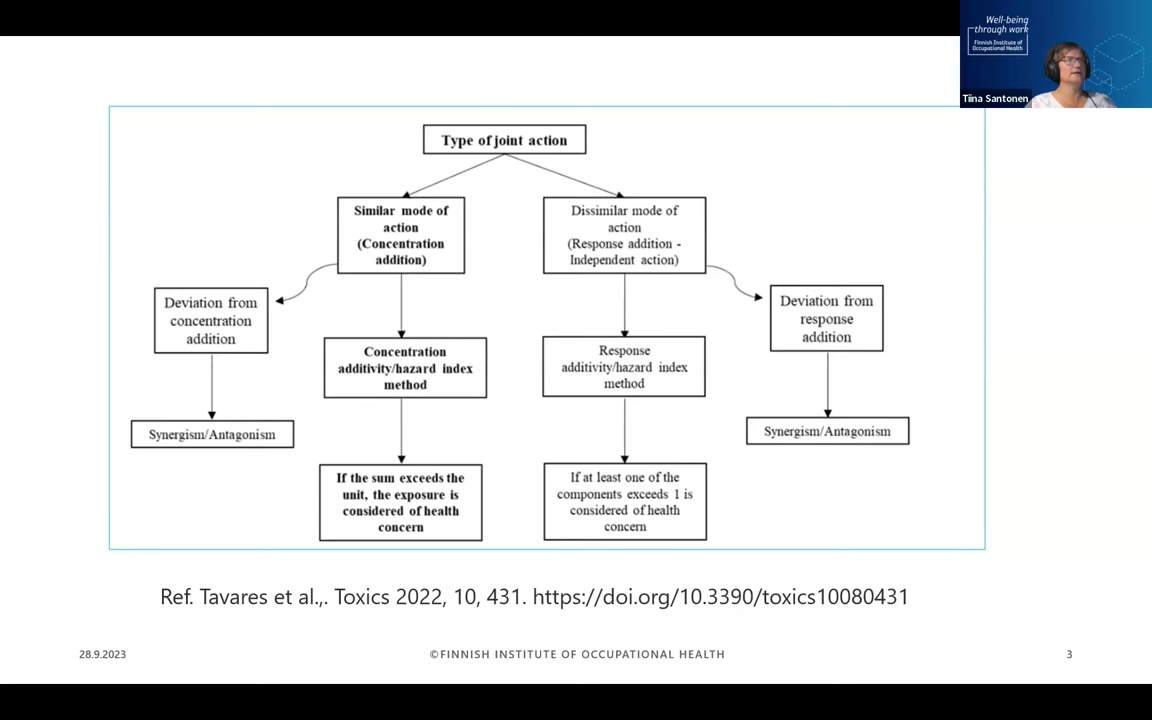 Well-being
through work
Finnish Institute of
Occupational Health
Tiina Santonen
Type of joint action
Similar mode of
action
(Concentration
addition)
Dissimilar mode of
action
(Response addition -
Independent action)
Deviation from
concentration
addition
Deviation from
response
addition
Concentration
additivity/hazard index
method
Response
additivity/hazard index
method
Synergism/Antagonism
Synergism/Antagonism
If the sum exceeds the
unit, the exposure is
considered of health
concern
If at least one of the
components exceeds 1 is
considered of health
concern
Ref. Tavares et al.,. Toxics 2022, 10, 431. https://doi.org/10.3390/toxics10080431
28.9.2023
©FINNISH INSTITUTE OF OCCUPATIONAL HEALTH
3